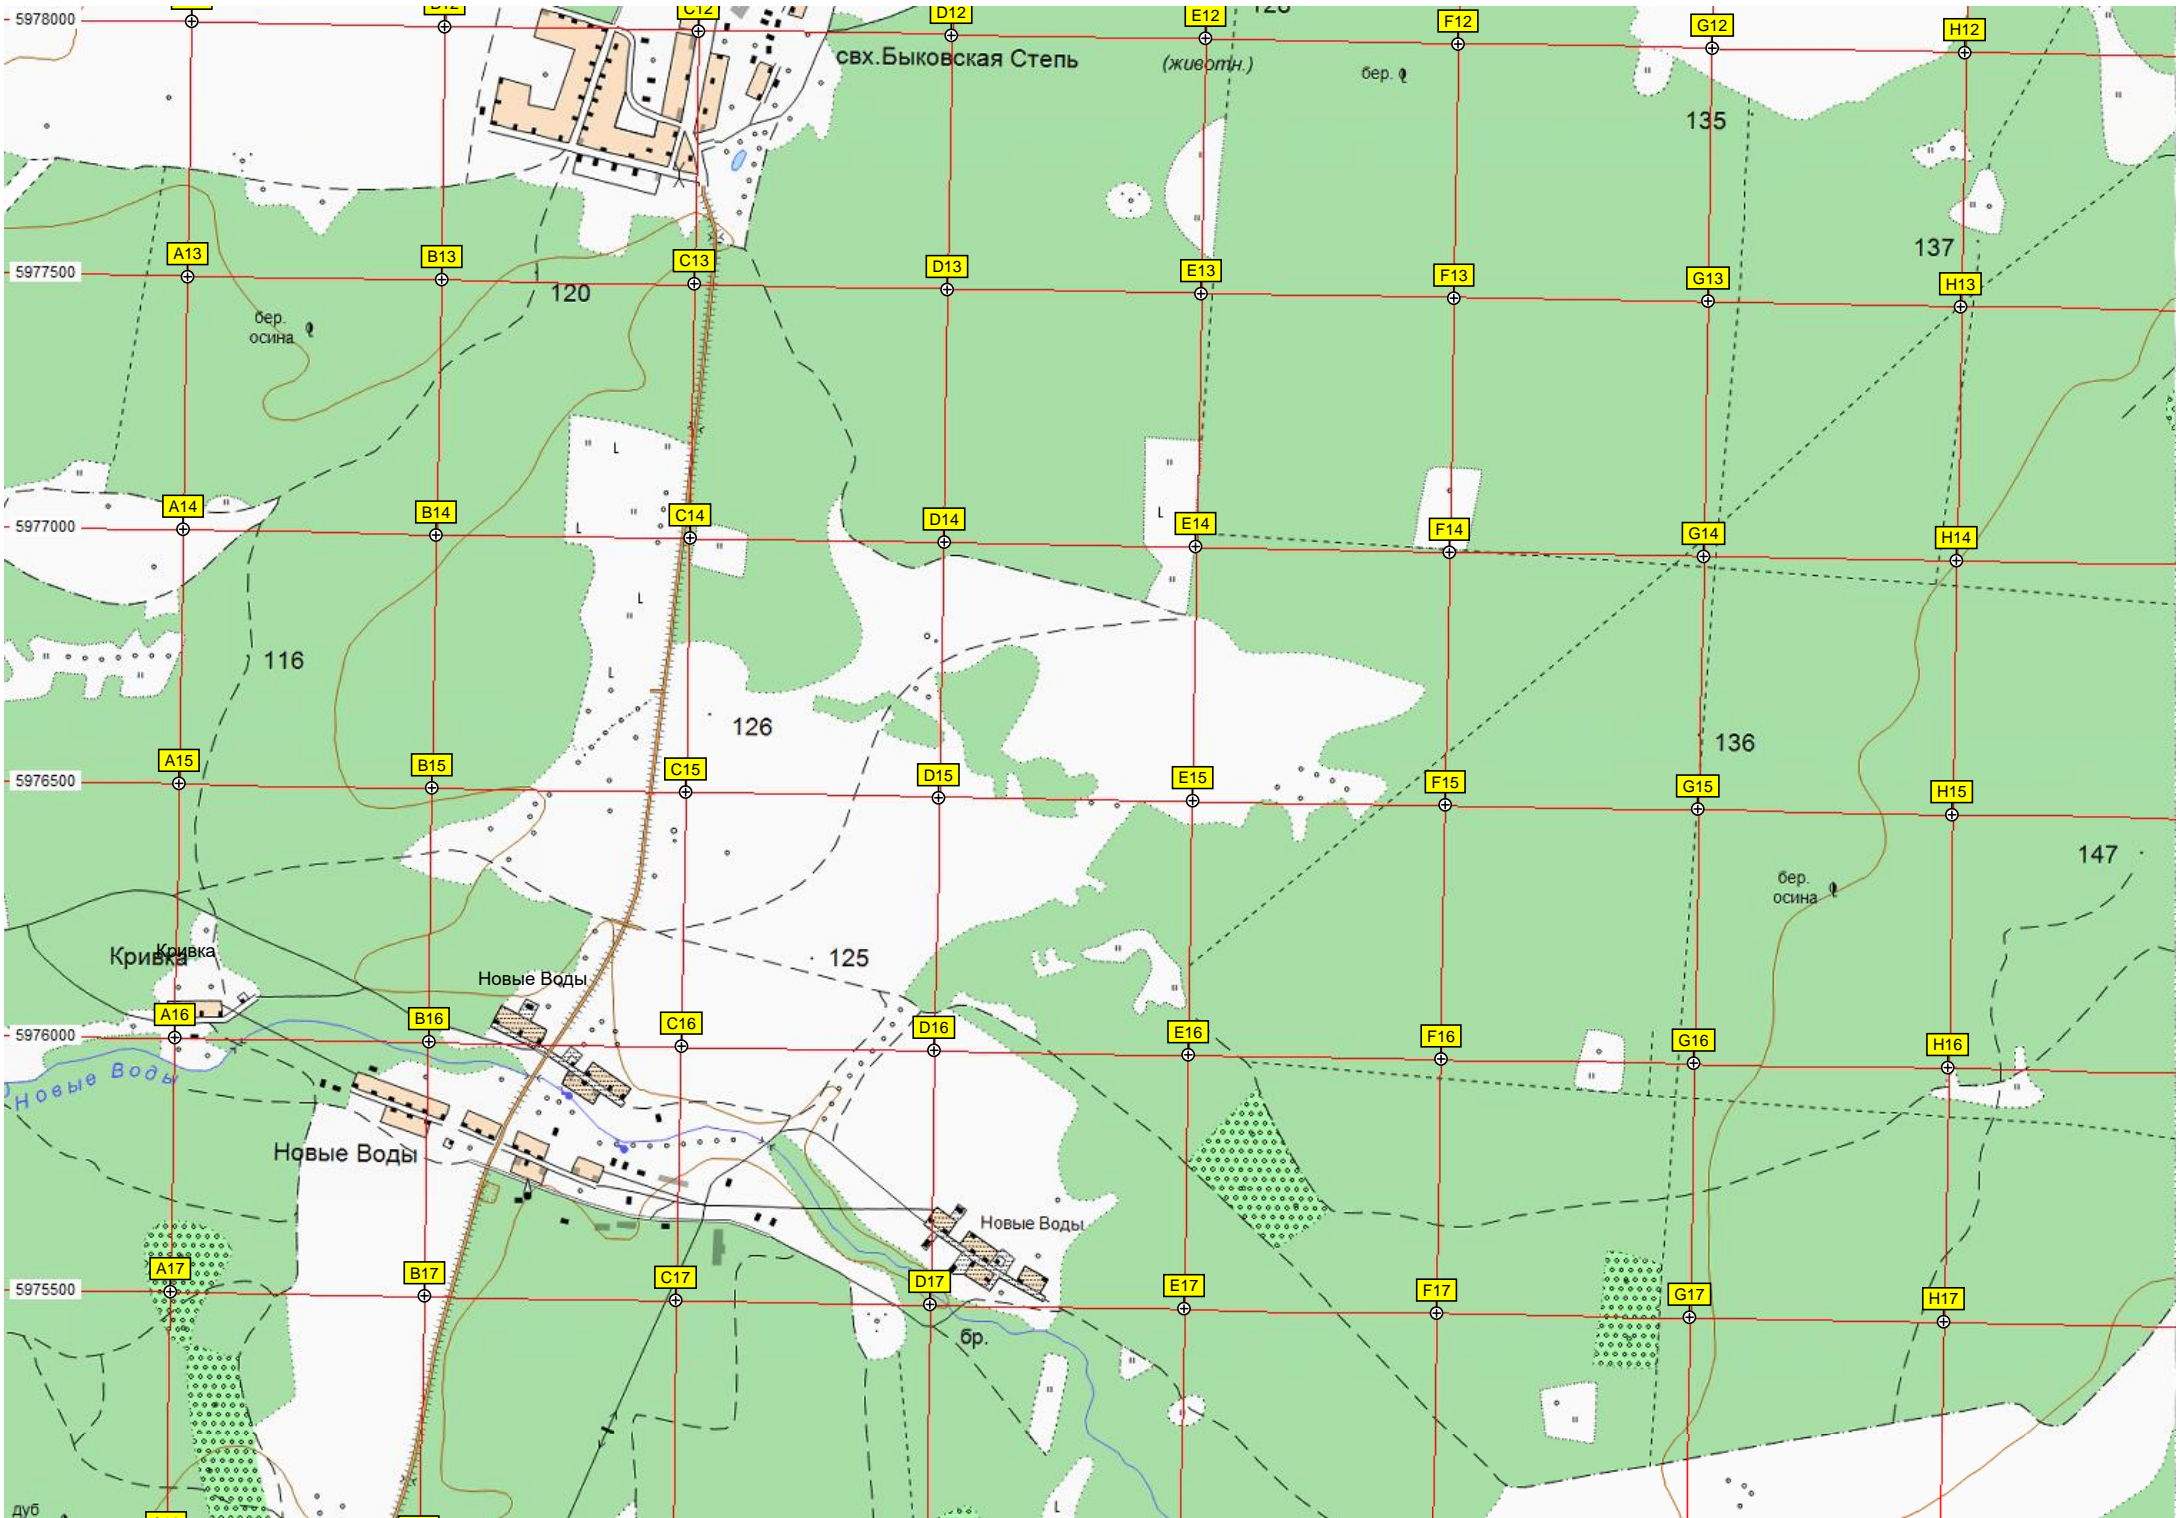 5978000
C12
D12
E12
F12
G12
H12
свх.Быковская Степь
(животн.)
бер.
135
137
A13
B13
C13
D13
E13
F13
G13
H13
5977500
120
бер.
осина
L
L
L
A14
B14
C14
D14
E14
F14
G14
H14
5977000
L
116
L
126
136
A15
B15
C15
D15
E15
F15
G15
H15
5976500
147
бер.
осина
Кривка
Кривка
125
Новые Воды
A16
B16
C16
D16
E16
F16
G16
H16
5976000
Новые Воды
Новые Воды
Новые Воды
A17
B17
C17
D17
E17
F17
G17
H17
5975500
бр.
L
дуб